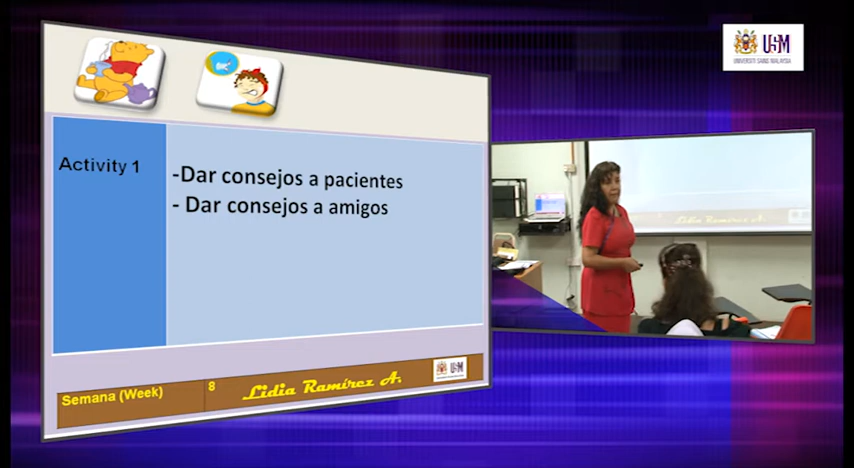 USM
UNIVERSITI SAINS MALAYSIA
Activity 1
-Dar consejos a pacientes
- Dar consejos a amigos
Semana (Week)
8
Lidia Ramírez A.
USM
Lidia Ramírez A.